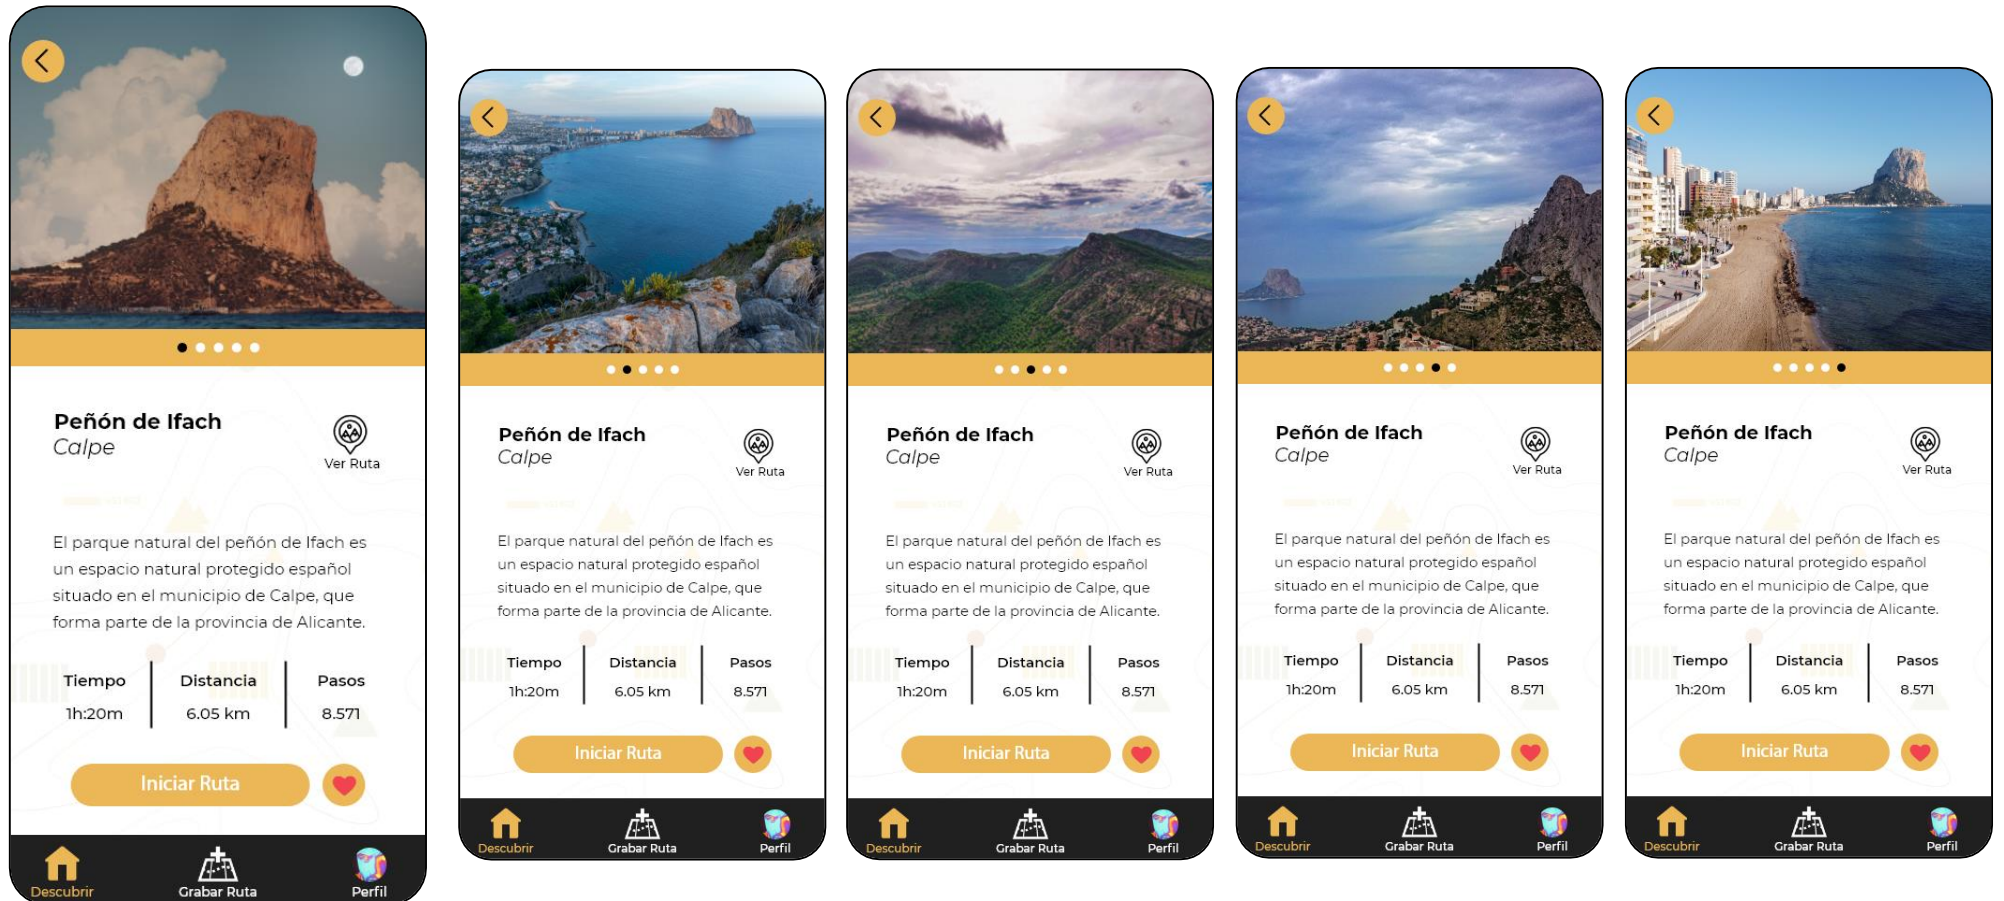 Peñón de Ifach
Calpe
Ver Ruta
El parque natural del peñón de Ifach es
un espacio natural protegido español
situado en el municipio de Calpe, que
forma parte de la provincia de Alicante.
Tiempo Distancia Pasos
1h:20m 6.05 km 8.571
Iniciar Ruta
Descubrir Grabar Ruta Perfil
Peñón de Ifach
Calpe
Ver Ruta
El parque natural del peñón de Ifach es
un espacio natural protegido español
situado en el municipio de Calpe, que
forma parte de la provincia de Alicante.
Tiempo Distancia Pasos
1h:20m 6.05 km 8.571
Iniciar Ruta
Descubrir Grabar Ruta Perfil
Peñón de Ifach
Calpe
Ver Ruta
El parque natural del peñón de Ifach es
un espacio natural protegido español
situado en el municipio de Calpe, que
forma parte de la provincia de Alicante.
Tiempo Distancia Pasos
1h:20m 6.05 km 8.571
Iniciar Ruta
Descubrir Grabar Ruta Perfil
Peñón de Ifach
Calpe
Ver Ruta
El parque natural del peñón de Ifach es
un espacio natural protegido español
situado en el municipio de Calpe, que
forma parte de la provincia de Alicante.
Tiempo Distancia Pasos
1h:20m 6.05 km 8.571
Iniciar Ruta
Descubrir Grabar Ruta Perfil
Peñón de Ifach
Calpe
Ver Ruta
El parque natural del peñón de Ifach es
un espacio natural protegido español
situado en el municipio de Calpe, que
forma parte de la provincia de Alicante.
Tiempo Distancia Pasos
1h:20m 6.05 km 8.571
Iniciar Ruta
Descubrir Grabar Ruta Perfil